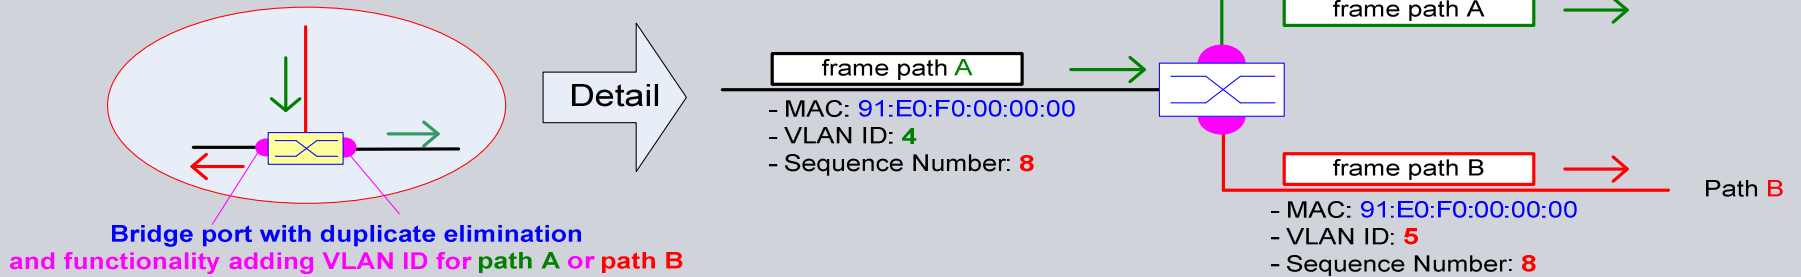 frame path A
frame path A
Detail
- MAC: 91:E0:F0:00:00:00
- VLAN ID: 4
- Sequence Number: 8
frame path B
Path B
- MAC: 91:E0:F0:00:00:00
- VLAN ID: 5
- Sequence Number: 8
Bridge port with duplicate elimination
and functionality adding VLAN ID for path A or path B